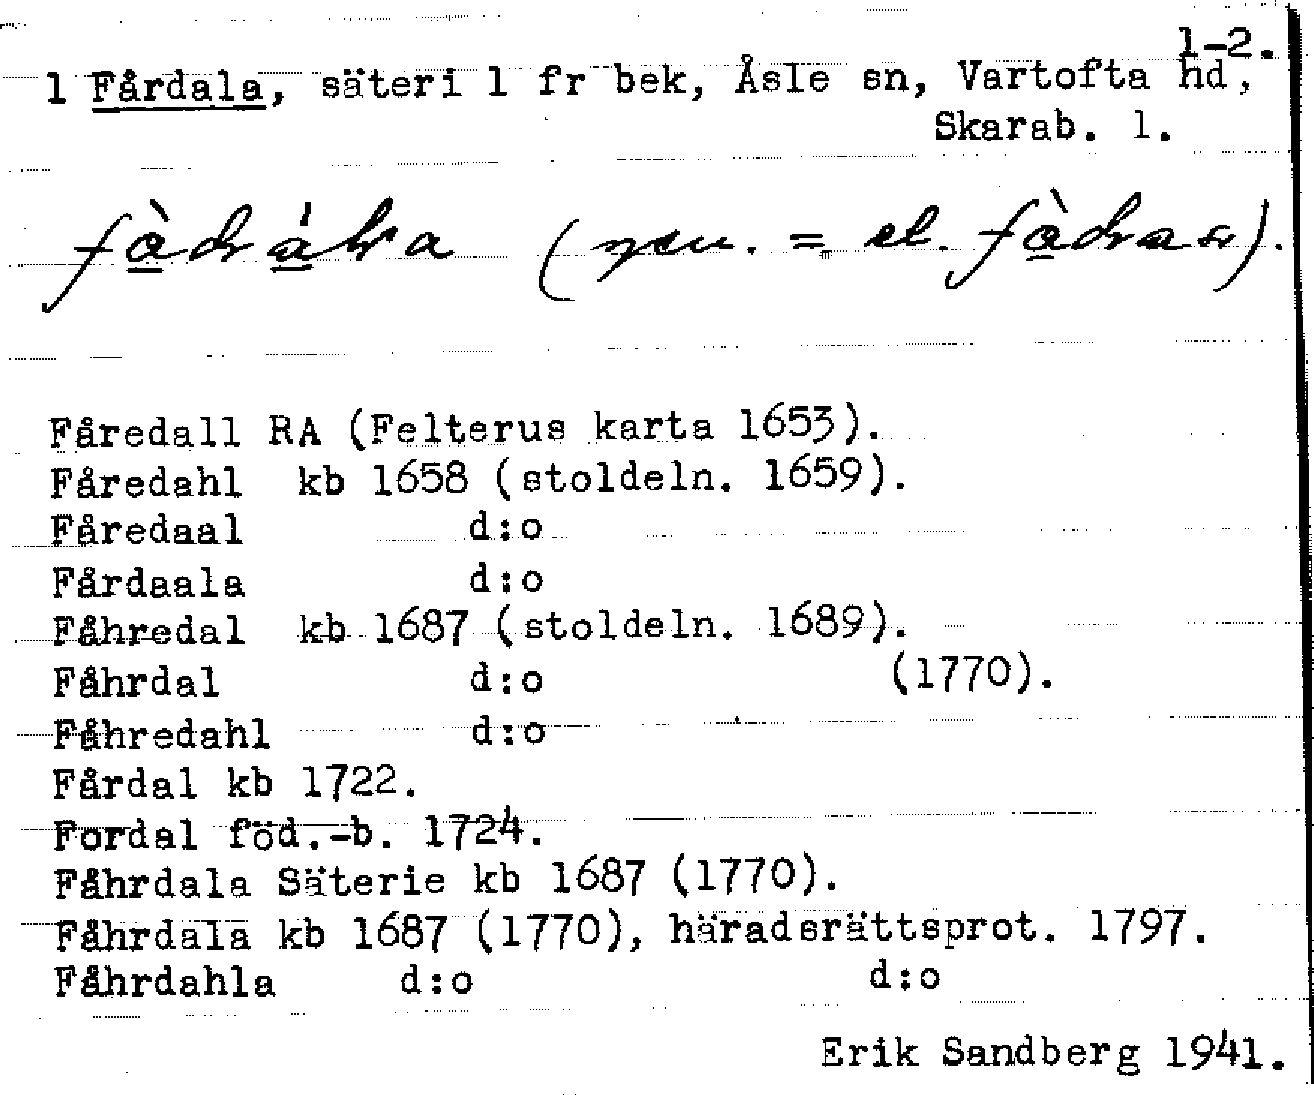 1-2.
1 Fårdala, säteri 1 fr bek, Åsle sn, Vartofta hd,
Skarab. l.
(gen. = el.
Fåredall RA (Felterus karta 1653).
Fåredahl kb 1658 (stoldeln. 1659).
Fåredaal d:o
Fårdaala d:o
Fåhredal kb 1687 (stoldeln. 1689).
Fåhrdal d:o (1770).
Fåhredahl d:o
Fårdal kb 1722.
Fordal föd.-b. 1724.
Fåhrdala Säterie kb 1687 (1770).
Fåhrdala kb 1687 (1770), häradsrättsprot. 1797.
Fåhrdahla d:o d:o
Erik Sandberg 1941.